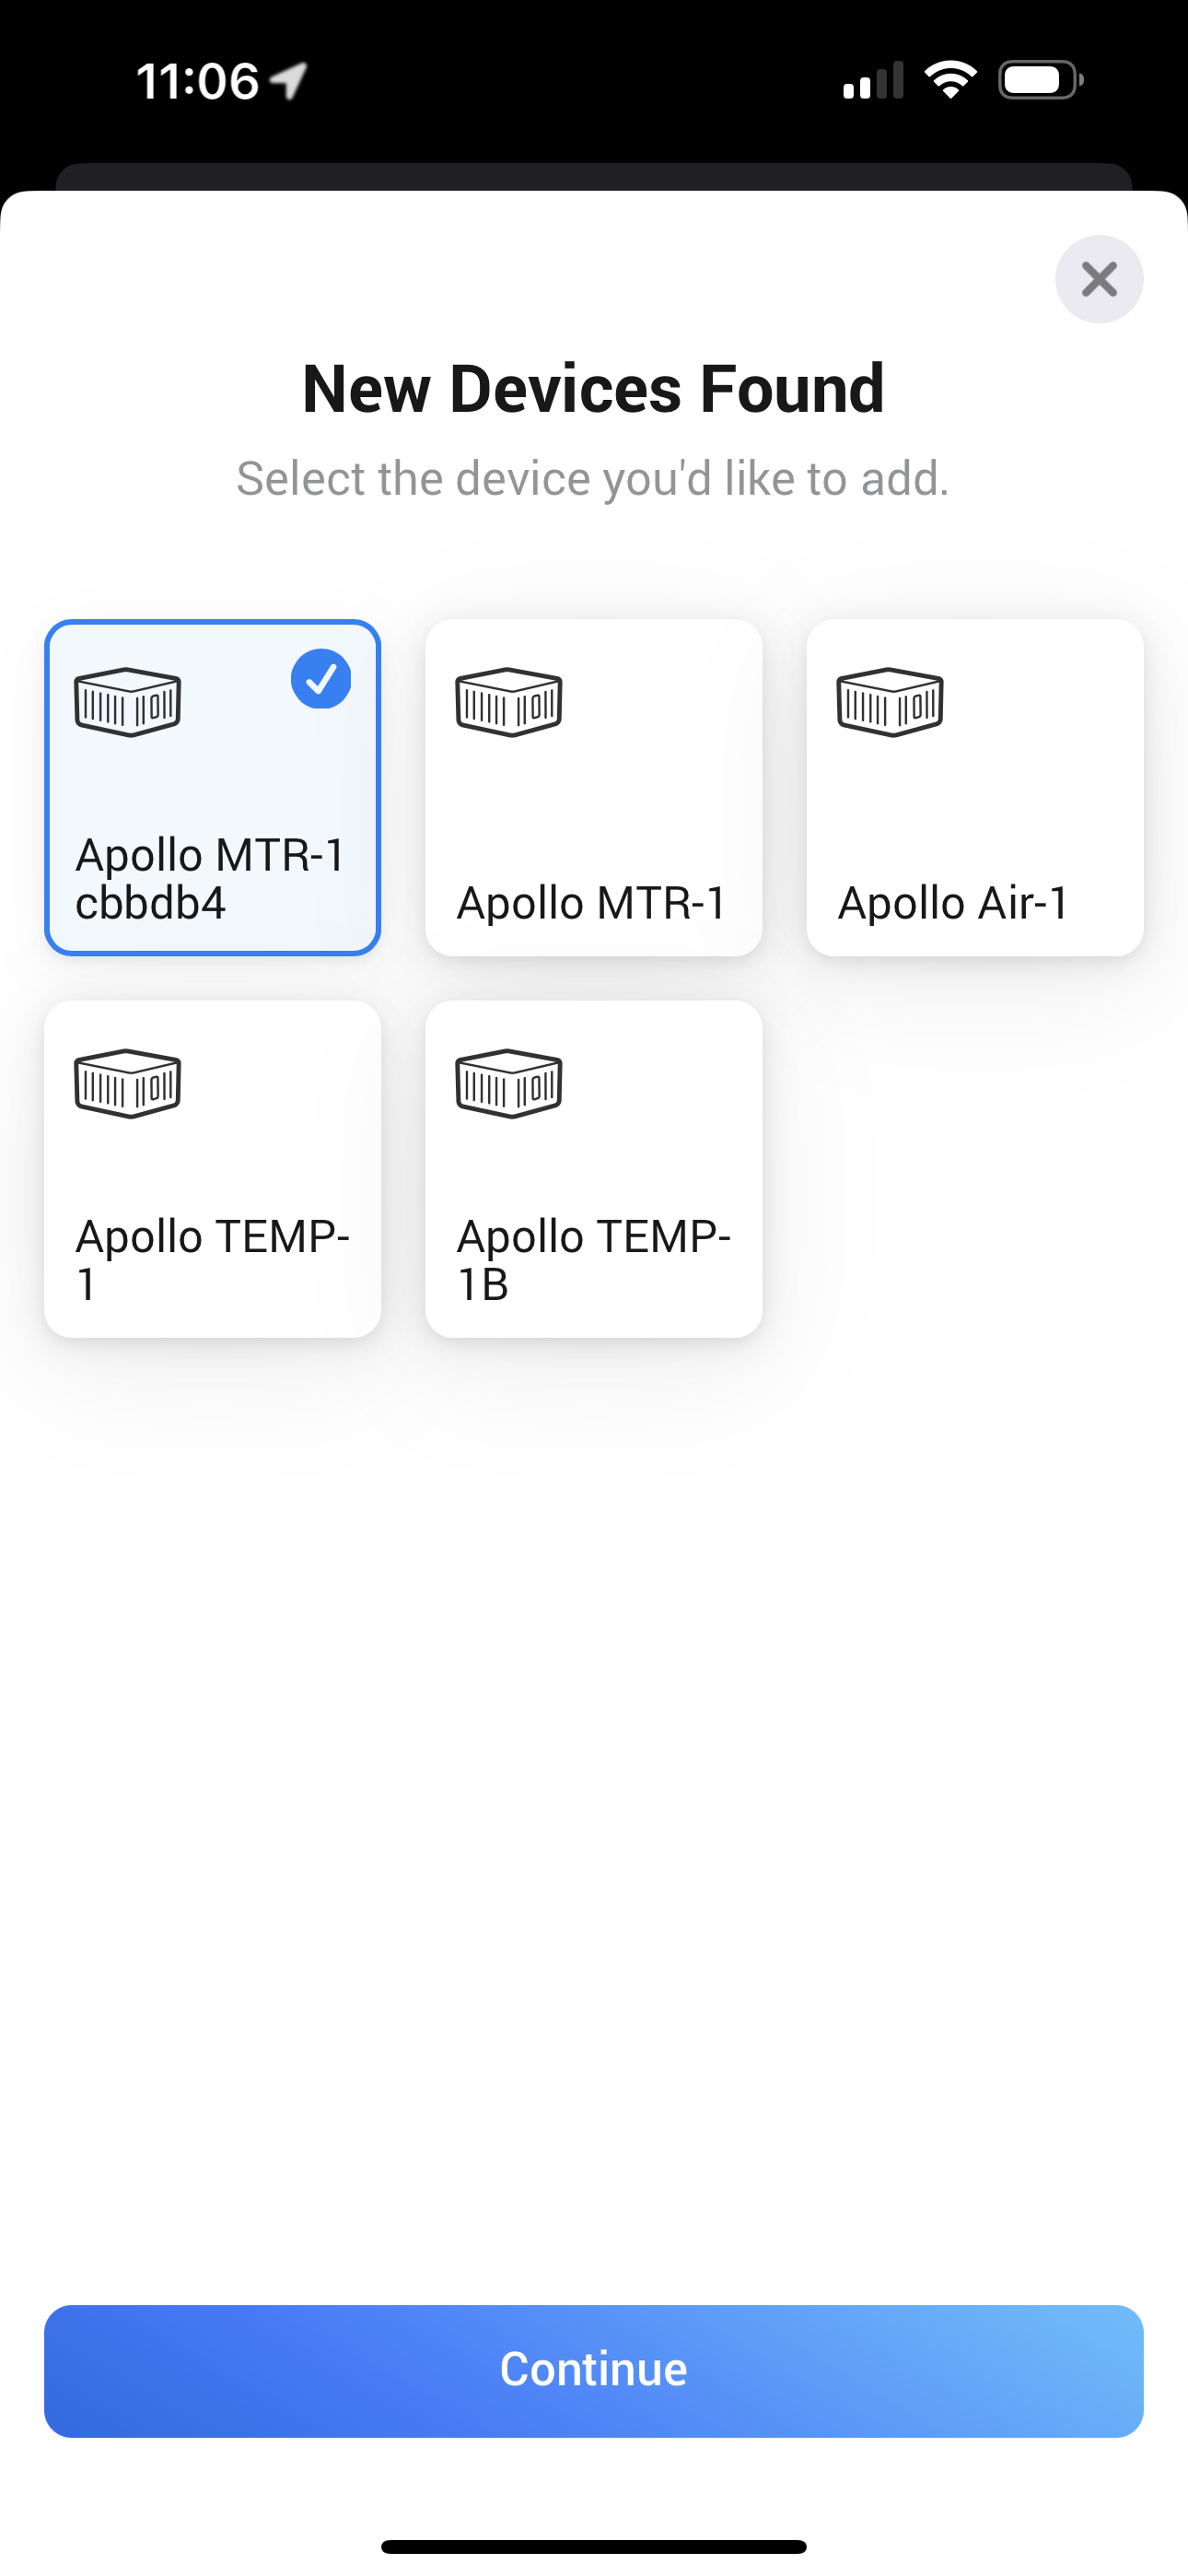 11:06
New Devices Found
Select the device you'd like to add.
Apollo MTR-1
cbbdb4
Apollo MTR-1
Apollo Air-1
Apollo TEMP-
1
Apollo TEMP-
1B
Continue